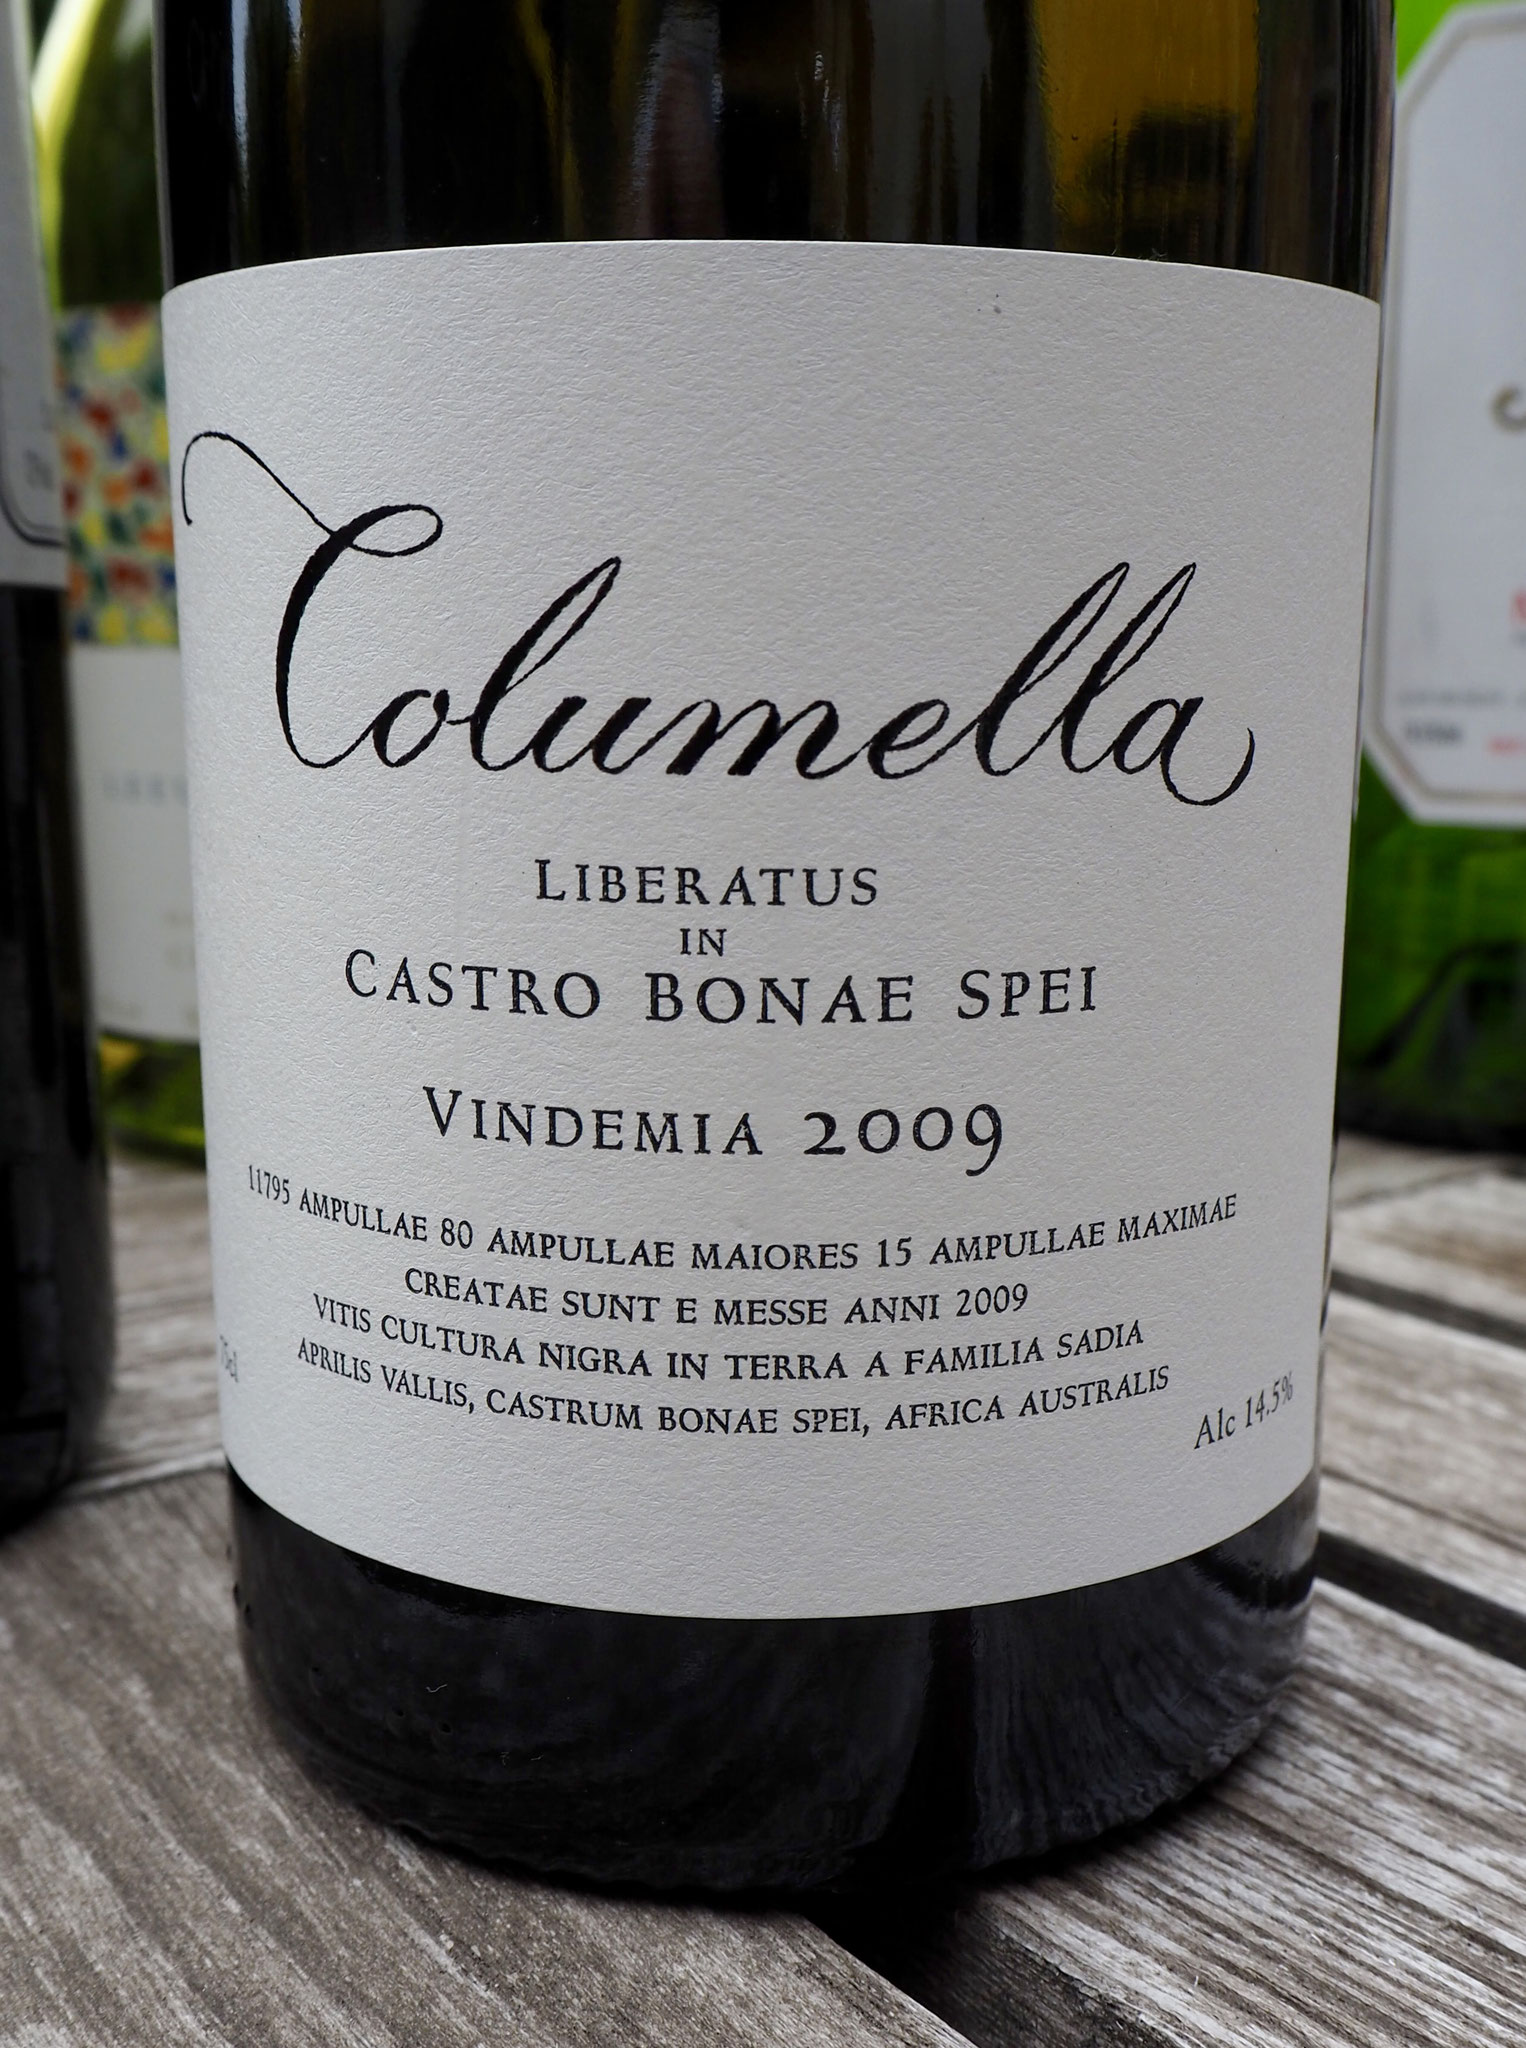 Columella
LIBERATUS
IN
CASTRO BONAE SPEI
VINDEMIA 2009
11795 AMPULLAE 80 AMPULLAE MAIORES 15 AMPULLAE MAXIMAE
CREATAE SUNT E MESSE ANNI 2009
VITIS CULTURA NIGRA IN TERRA A FAMILIA SADIA
APRILIS VALLIS, CASTRUM BONAE SPEI, AFRICA AUSTRALIS
Alc 14.5%